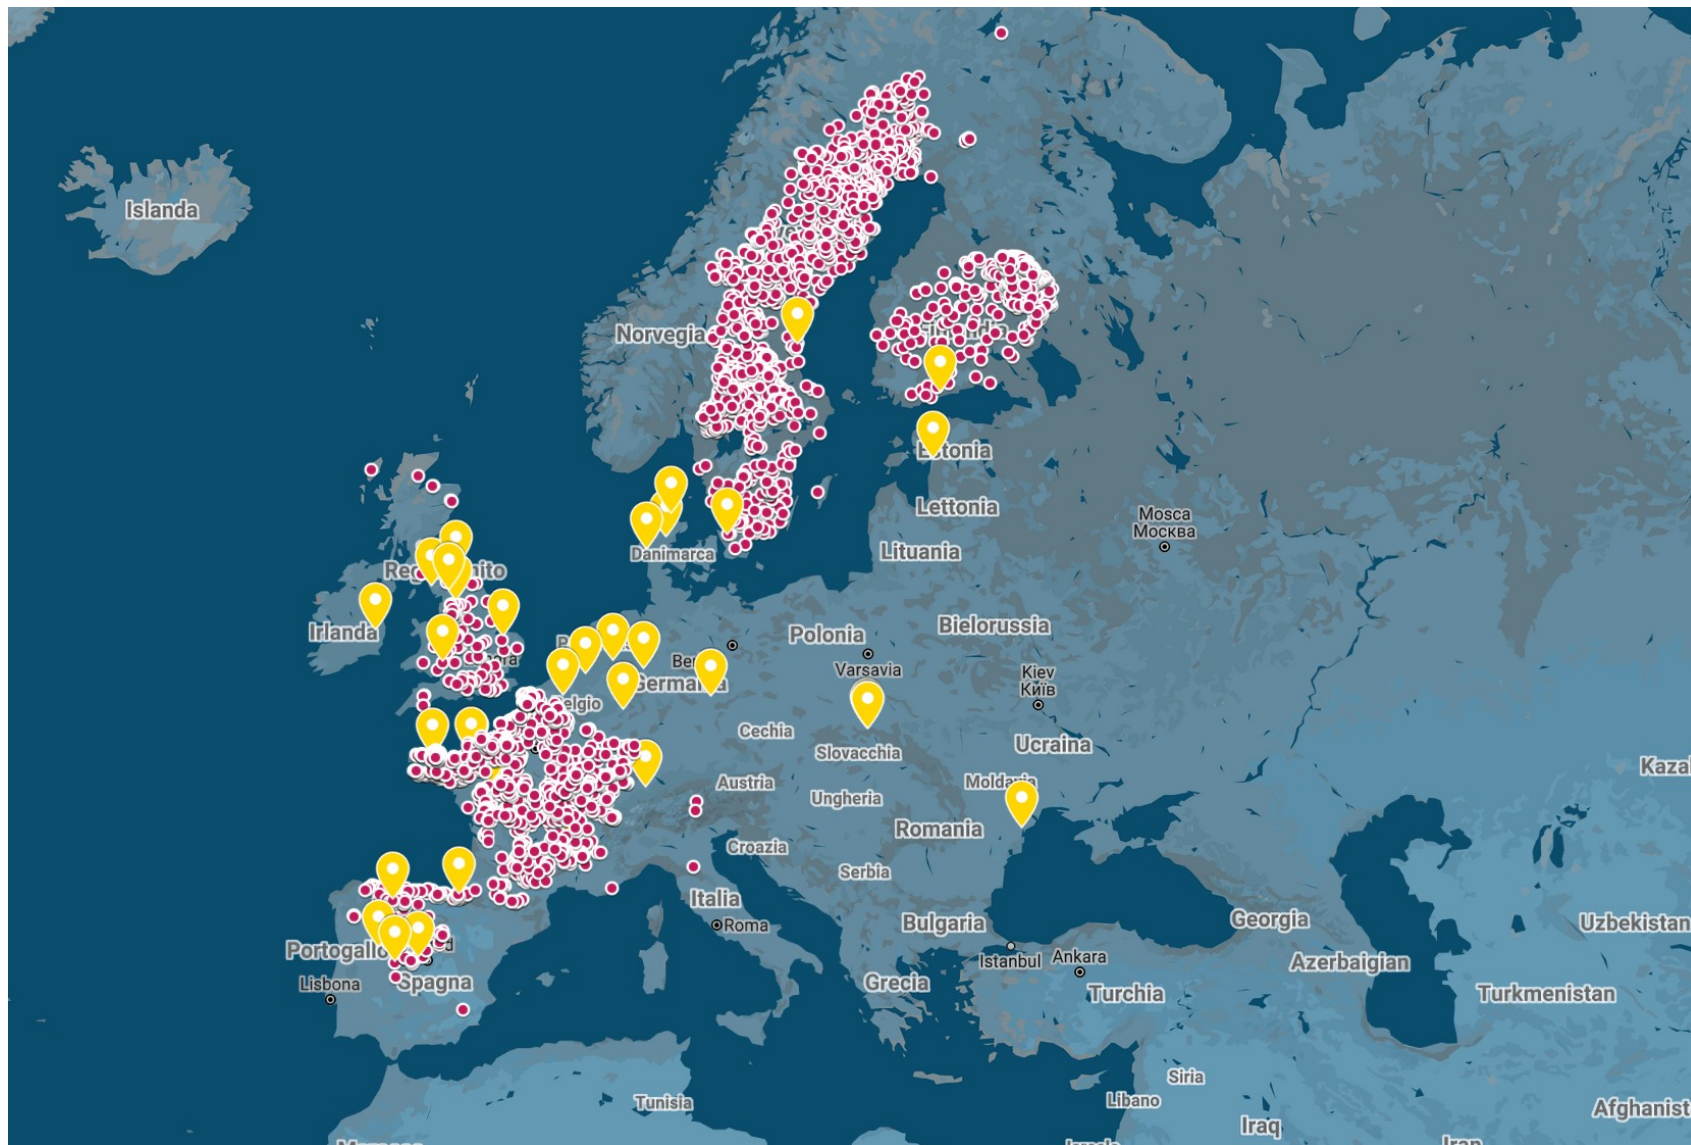 Islanda
Norvegia
Estonia
Lettonia
Mosca
Москва
Danimarca
Lituania
Irlanda
Polonia
Bielorussia
Varsavia
Kiev
Київ
Cechia
Slovacchia
Ucraina
Austria
Ungheria
Moldavia
Romania
Croazia
Serbia
Italia
Roma
Bulgaria
Georgia
Uzbekistan
Portogallo
Istanbul
Ankara
Azerbaigian
Lisbona
Spagna
Grecia
Turchia
Turkmenistan
Siria
Tunisia
Libano
Iraq